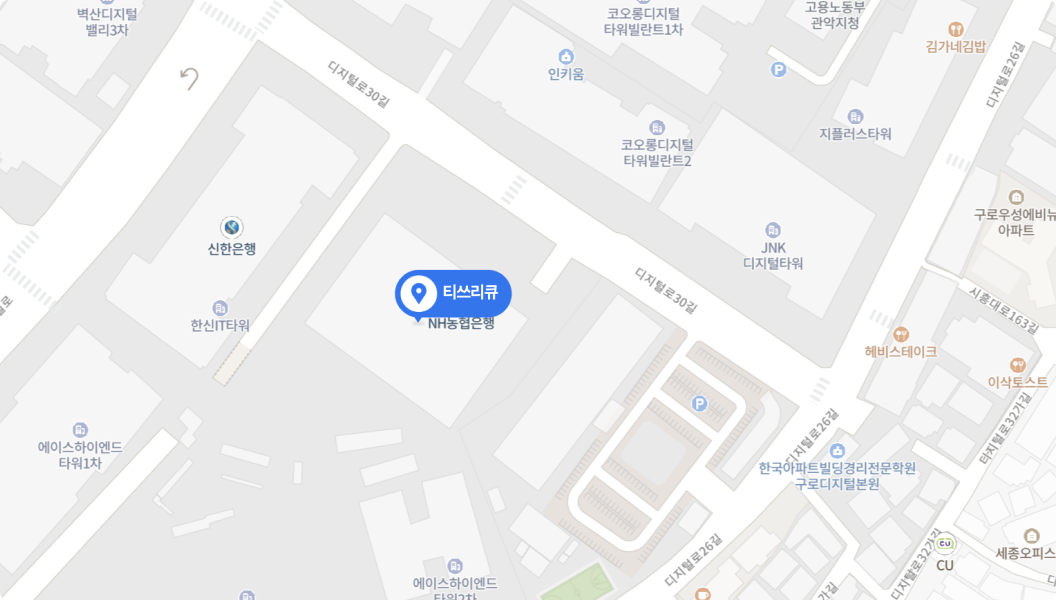 벽산디지털
밸리3차
코오롱디지털
타워빌란트1차
고용노동부
관악지청
김가네김밥
인키움
P
디지털로30길
디지털로26길
지플러스타워
코오롱디지털
타워빌란트2
구로우성에비뉴
아파트
신한은행
JNK
디지털타워
디지털로30길
티쓰리큐
NH농협은행
한신IT타워
시흥대로163길
헤비스테이크
이삭토스트
P
에이스하이엔드
타워1차
디지털로26길
디지털로32가길
한국아파트빌딩경리전문학원
구로디지털본원
CU
CU
세종오피스
디지털로26길
디지털로32가길
에이스하이엔드
타워2차
가길